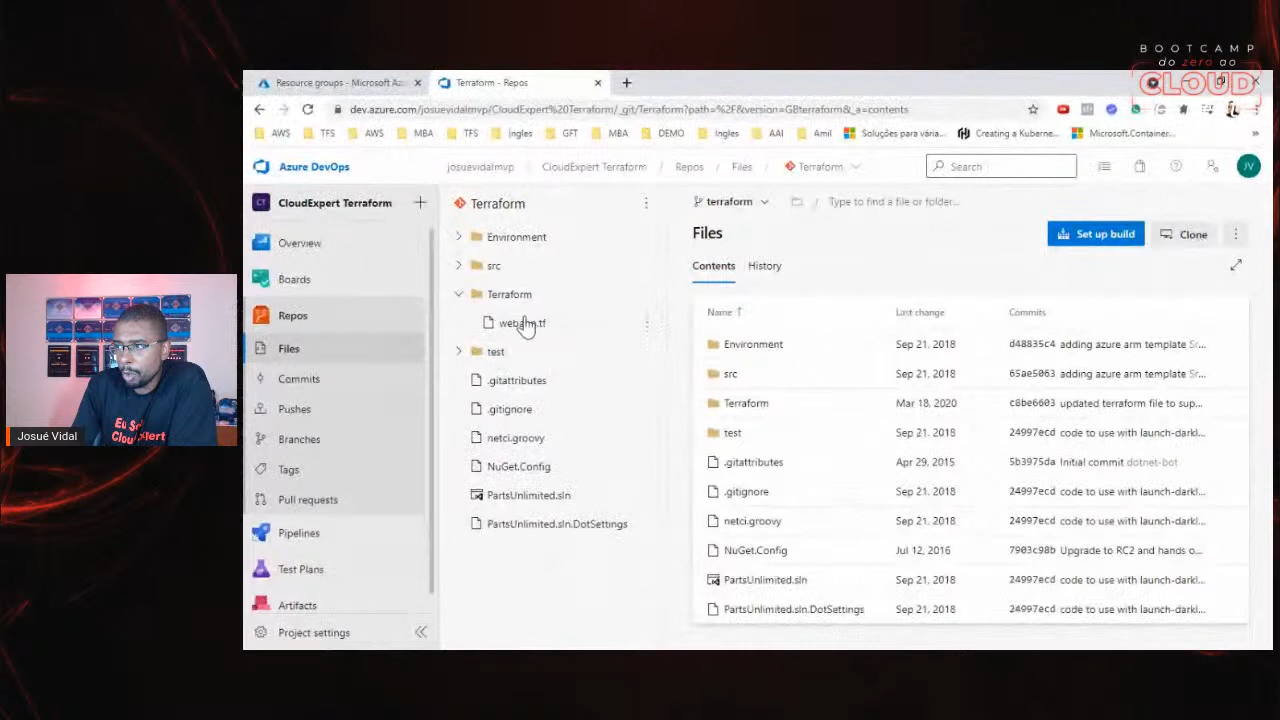 BOOTCAMP
do zero ao
CLOUD
Resource groups - Microsoft Az
Terraform - Repos
dev.azure.com/josuevidalmvp/CloudExpert%20Terraform/_git/Terraform?path=%2F&version=GBterraform&_a=contents
AWS
TFS
AWS
MBA
TFS
Ingles
GFT
MBA
DEMO
Ingles
AAI
Amil
Soluções para vária...
Creating a Kuberne...
Microsoft.Container...
Azure DevOps
josuevidalmvp / CloudExpert Terraform / Repos / Files / Terraform
Search
JV
CT
CloudExpert Terraform
Overview
Boards
Repos
Files
Commits
Pushes
Branches
Tags
Pull requests
Pipelines
Test Plans
Artifacts
Project settings
Terraform
Environment
src
Terraform
test
.gitattributes
.gitignore
netci.groovy
NuGet.Config
PartsUnlimited.sln
PartsUnlimited.sln.DotSettings
terraform
/ Type to find a file or folder...
Files
Set up build
Clone
Contents
History
Name
Last change
Commits
Environment Sep 21, 2018 d48835c4 adding azure arm template Sr...
src Sep 21, 2018 65ae5063 adding azure arm template Sr...
Terraform Mar 18, 2020 c8be6603 updated terraform file to sup...
test Sep 21, 2018 24997ecd code to use with launch-darkl...
.gitattributes Apr 29, 2015 5b3975da Initial commit dotnet-bot
.gitignore Sep 21, 2018 24997ecd code to use with launch-darkl...
netci.groovy Sep 21, 2018 24997ecd code to use with launch-darkl...
NuGet.Config Jul 12, 2016 7903c98b Upgrade to RC2 and hands o...
PartsUnlimited.sln Sep 21, 2018 24997ecd code to use with launch-darkl...
PartsUnlimited.sln.DotSettings Sep 21, 2018 24997ecd code to use with launch-darkl...
Josué Vidal